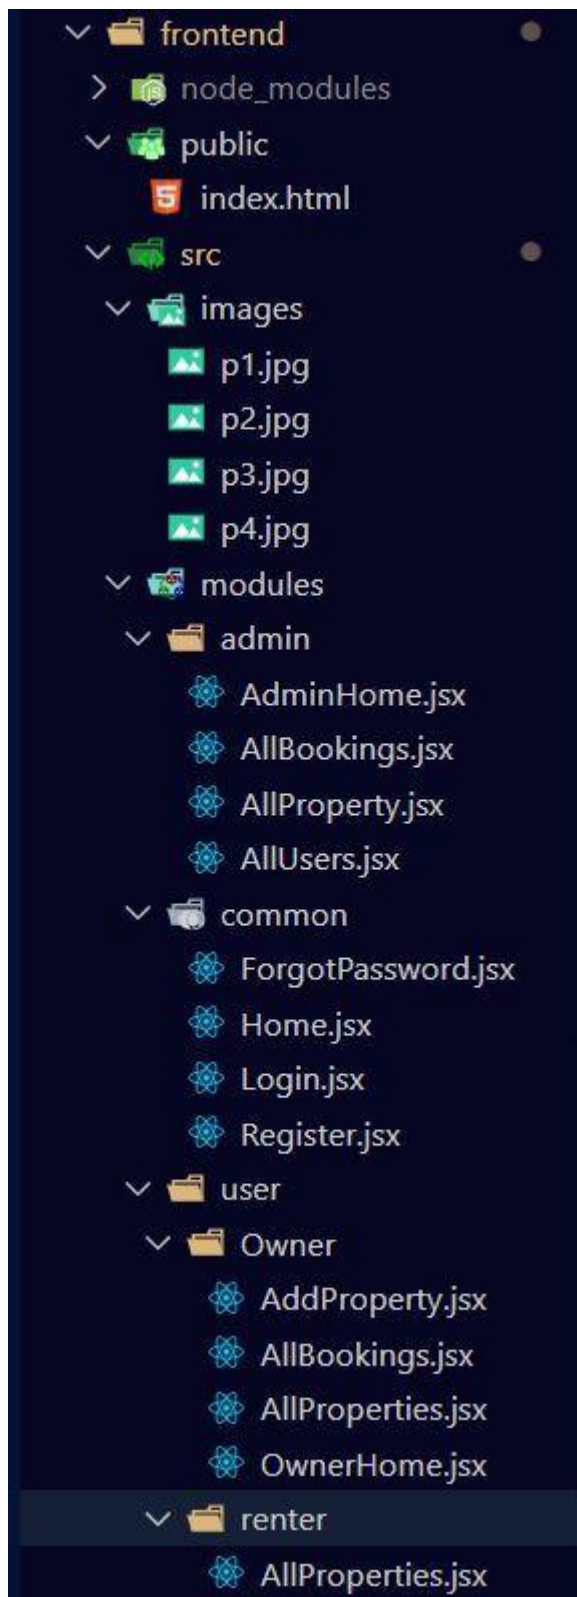 frontend
node_modules
public
index.html
src
images
p1.jpg
p2.jpg
p3.jpg
p4.jpg
modules
admin
AdminHome.jsx
AllBookings.jsx
AllProperty.jsx
AllUsers.jsx
common
ForgotPassword.jsx
Home.jsx
Login.jsx
Register.jsx
user
Owner
AddProperty.jsx
AllBookings.jsx
AllProperties.jsx
OwnerHome.jsx
renter
AllProperties.jsx